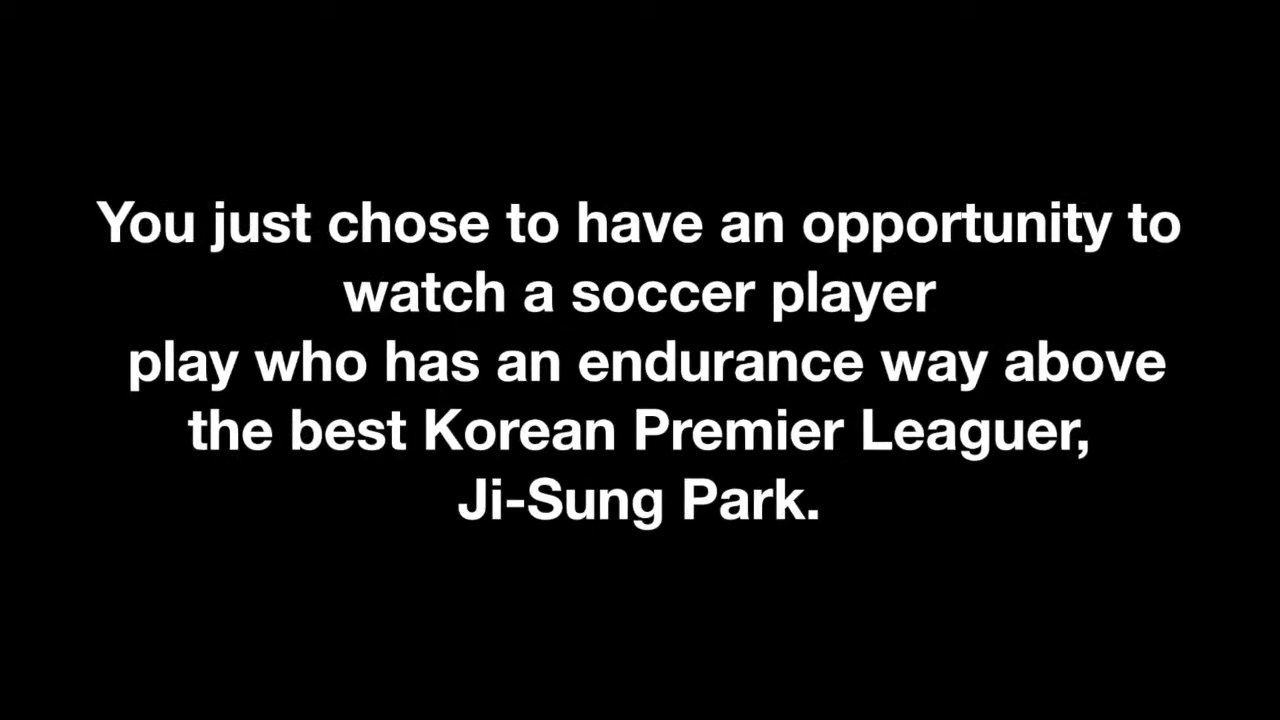 You just chose to have an opportunity to
watch a soccer player
play who has an endurance way above
the best Korean Premier Leaguer,
Ji-Sung Park.